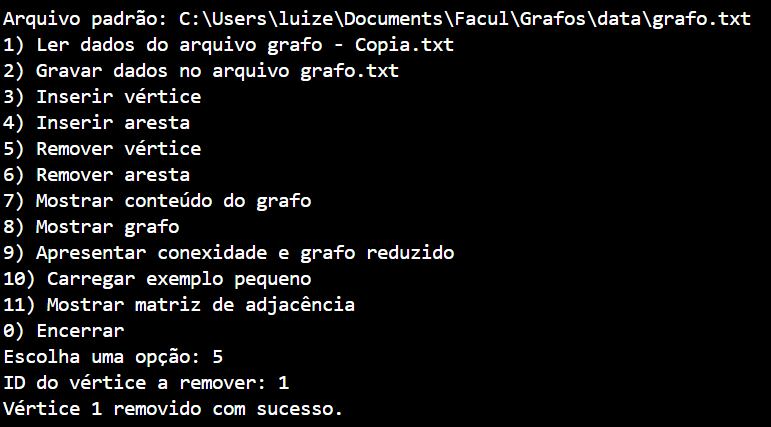 Arquivo padrão: C:\Users\luize\Documents\Facul\Grafos\data\grafo.txt
1) Ler dados do arquivo grafo - Copia.txt
2) Gravar dados no arquivo grafo.txt
3) Inserir vértice
4) Inserir aresta
5) Remover vértice
6) Remover aresta
7) Mostrar conteúdo do grafo
8) Mostrar grafo
9) Apresentar conexidade e grafo reduzido
10) Carregar exemplo pequeno
11) Mostrar matriz de adjacência
0) Encerrar
Escolha uma opção: 5
ID do vértice a remover: 1
Vértice 1 removido com sucesso.